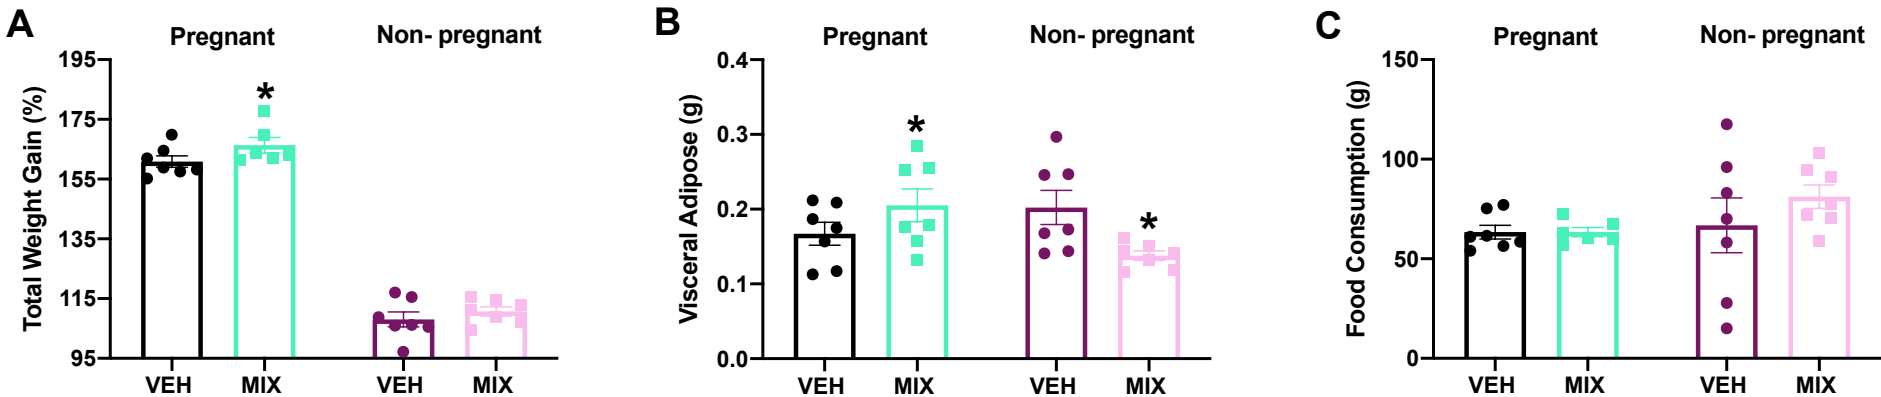 A
Pregnant
Non- pregnant
Total Weight Gain (%)
195
175
155
135
115
95
*
VEH
MIX
VEH
MIX
B
Pregnant
Non- pregnant
Visceral Adipose (g)
0.4
0.3
0.2
0.1
0.0
*
*
VEH
MIX
VEH
MIX
C
Pregnant
Non- pregnant
Food Consumption (g)
150
100
50
0
VEH
MIX
VEH
MIX